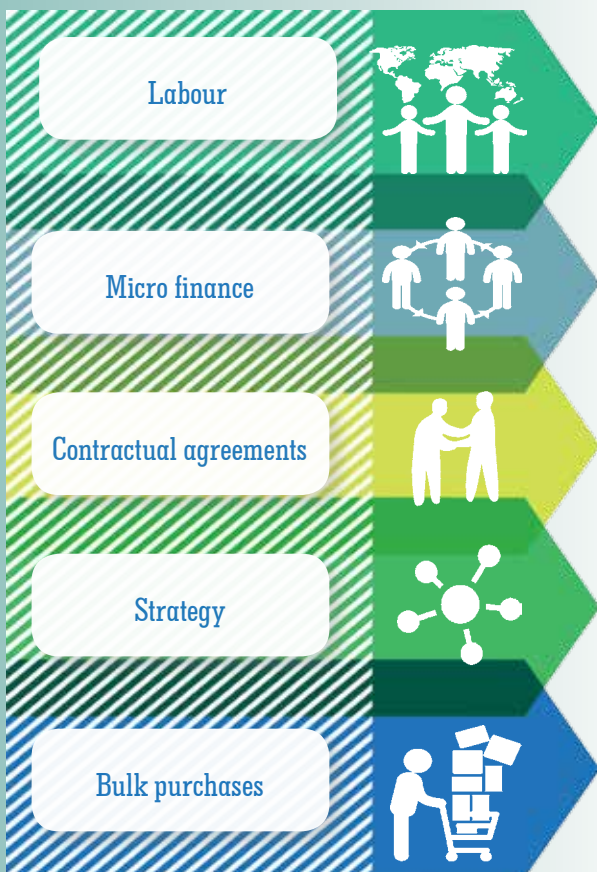 Labour
Micro finance
Contractual agreements
Strategy
Bulk purchases